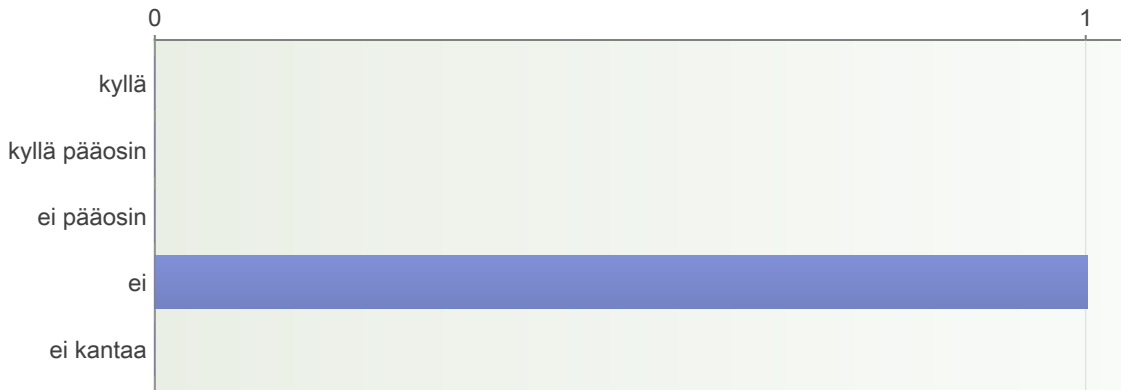 0 1
kyllä
kyllä pääosin
ei pääosin
ei
ei kantaa